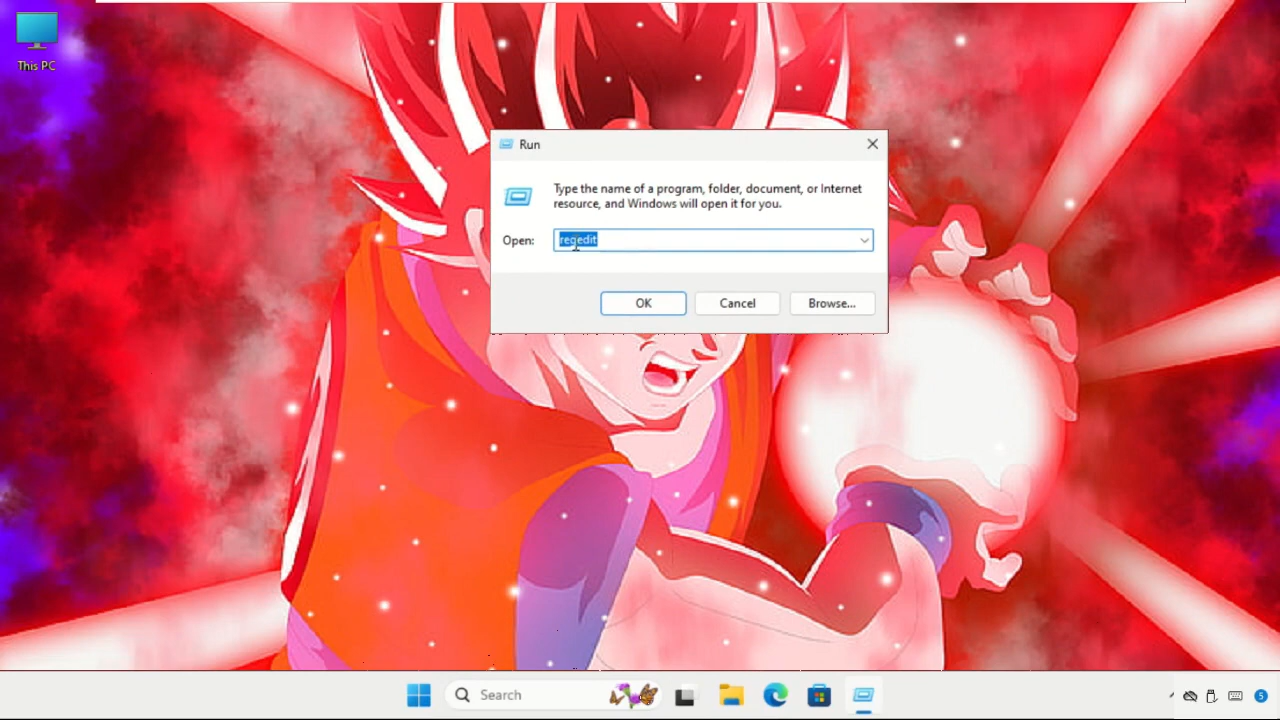 This PC
Run
Type the name of a program, folder, document, or Internet
resource, and Windows will open it for you.
Open:
regedit
OK
Cancel
Browse...
Search
5